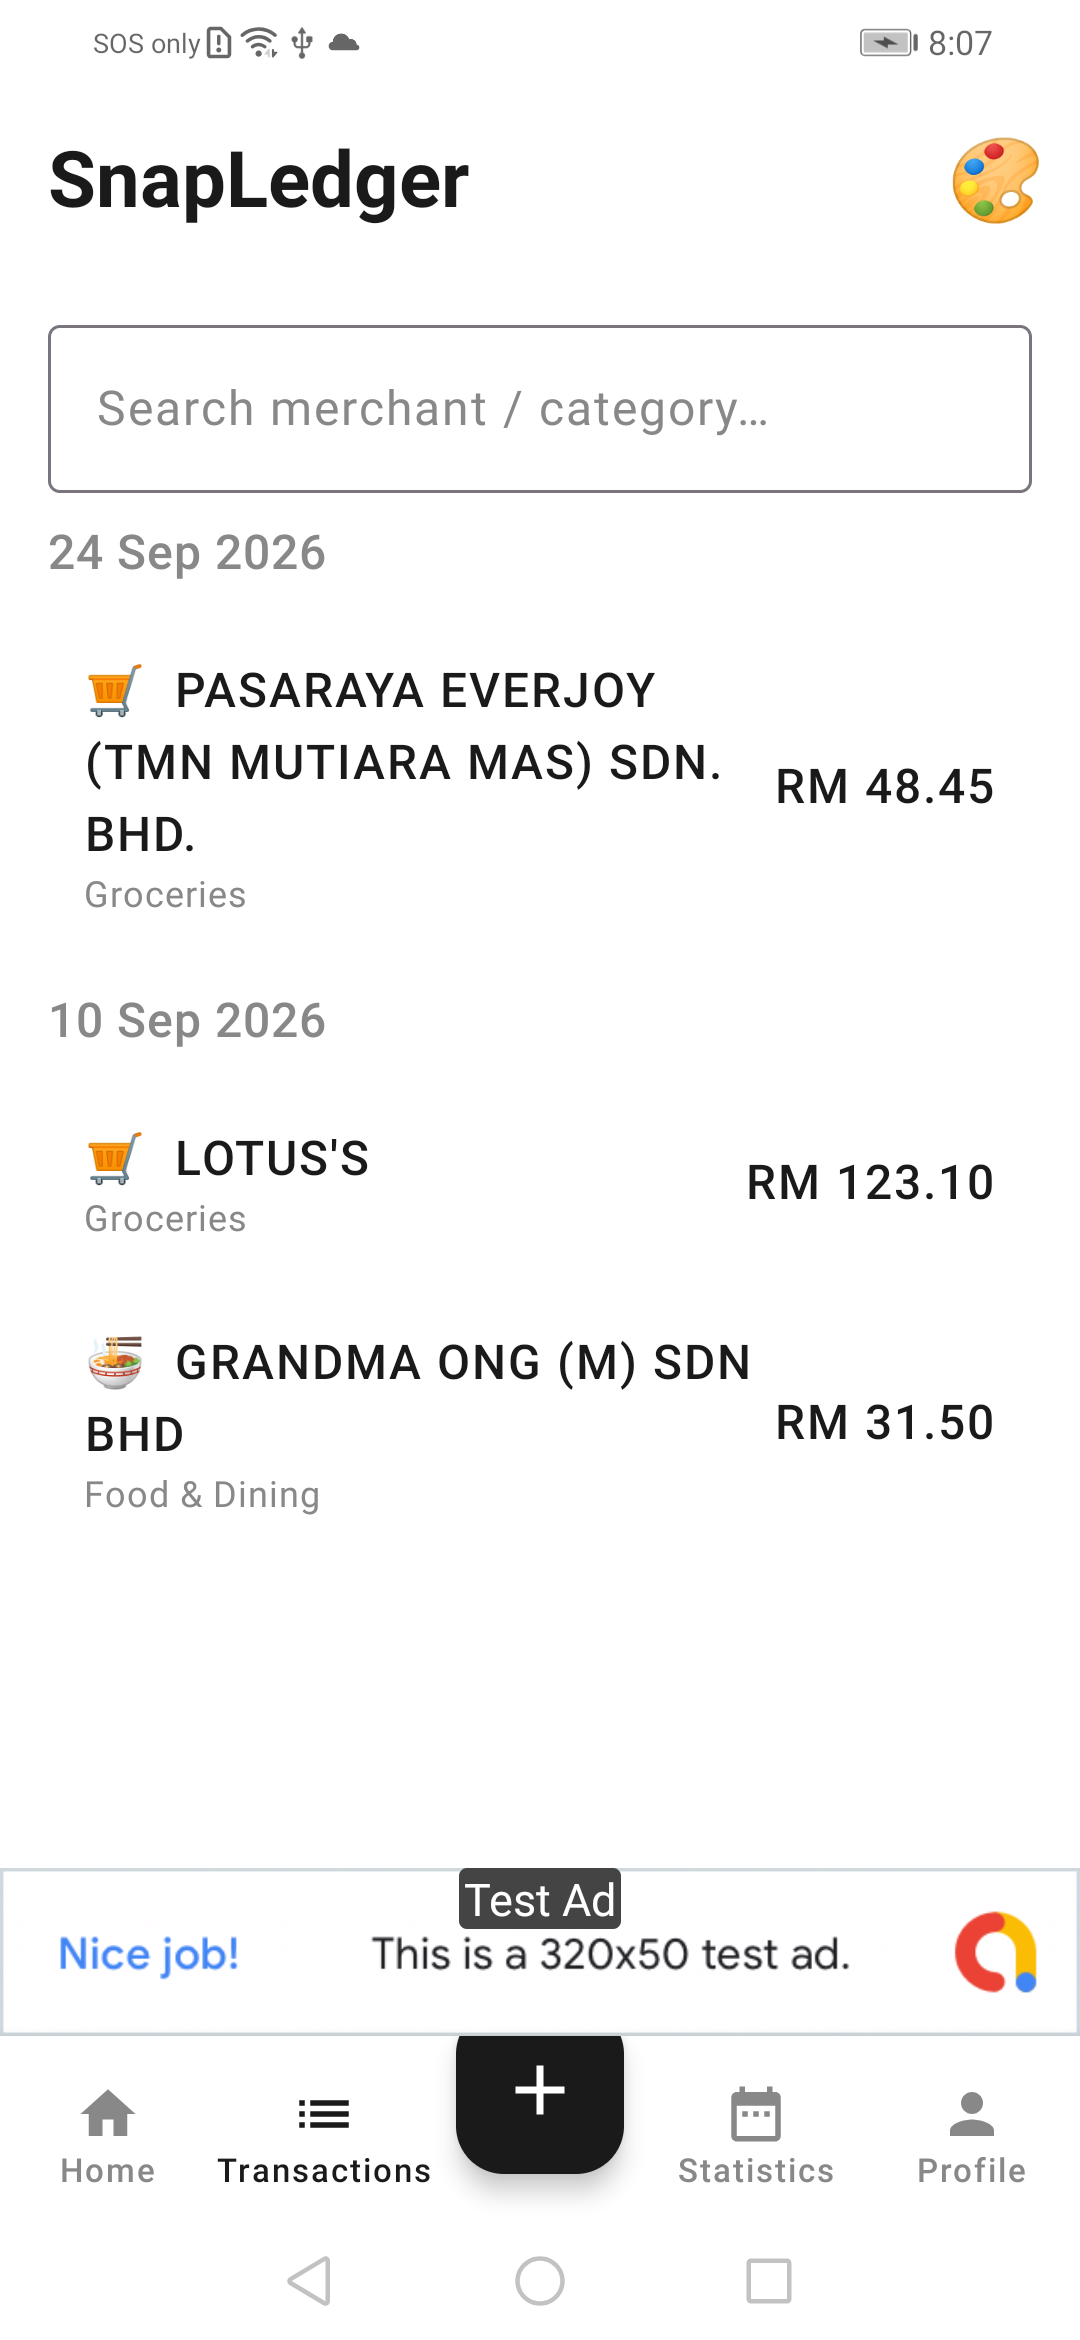 SOS only
8:07
SnapLedger
Search merchant / category...
24 Sep 2026
PASARAYA EVERJOY
(TMN MUTIARA MAS) SDN.
BHD.
RM 48.45
Groceries
10 Sep 2026
LOTUS'S
RM 123.10
Groceries
GRANDMA ONG (M) SDN
BHD
RM 31.50
Food & Dining
Test Ad
Nice job!
This is a 320x50 test ad.
Home
Transactions
Statistics
Profile